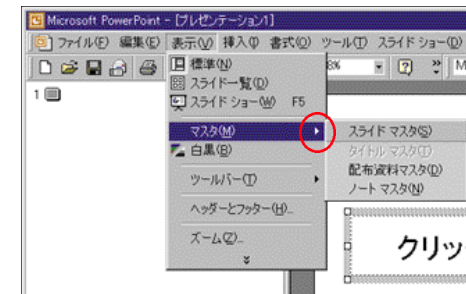 Microsoft PowerPoint - [プレゼンテーション1]
ファイル(F) 編集(E) 表示(V) 挿入(I) 書式(O) ツール(T) スライド ショー(D)
標準(N)
8%
M
1
スライド一覧(D)
スライド ショー(W) F5
マスタ(M)
スライド マスタ(S)
白黒(B)
タイトル マスタ(T)
配布資料マスタ(D)
ツールバー(T)
ノート マスタ(N)
ヘッダーとフッター(H)...
ズーム(Z)...
クリッ